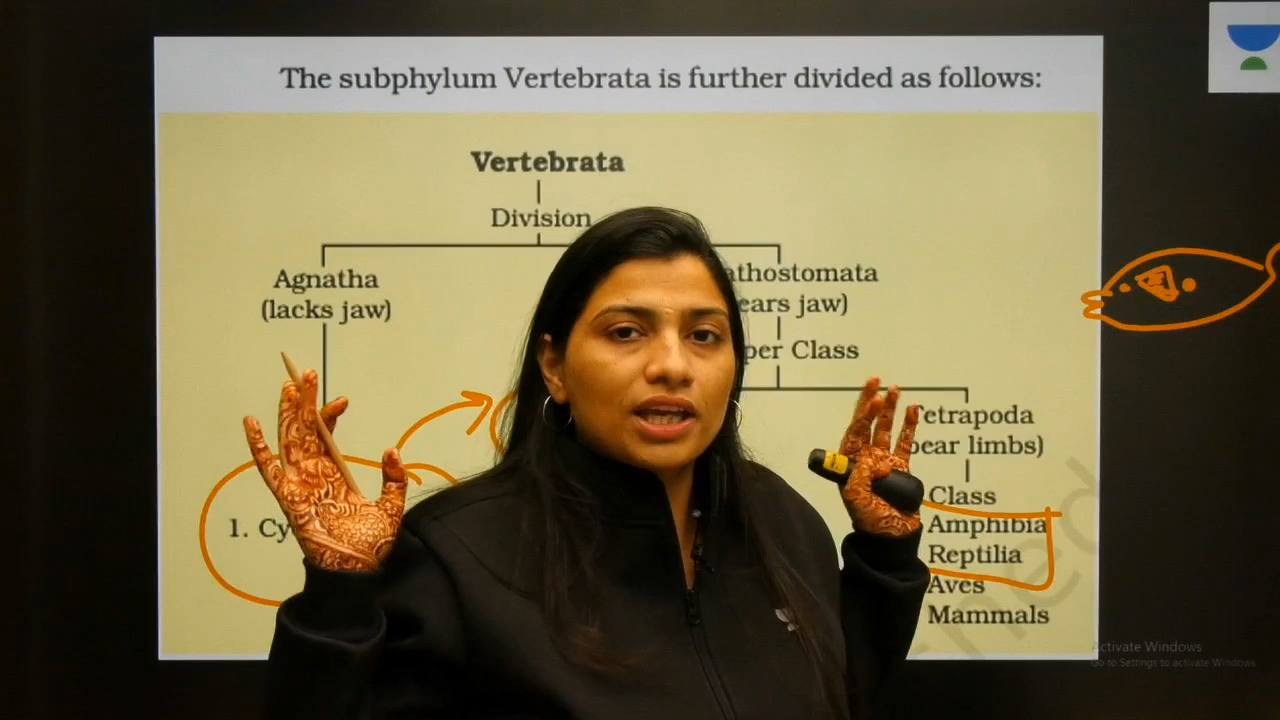 The subphylum Vertebrata is further divided as follows:
Vertebrata
Division
Agnatha
(lacks jaw)
athostomata
ears jaw)
per Class
Tetrapoda
bear limbs)
Class
1. Cy
Amphibia
Reptilia
Aves
Mammals
Activate Windows
Go to Settings to activate Windows.